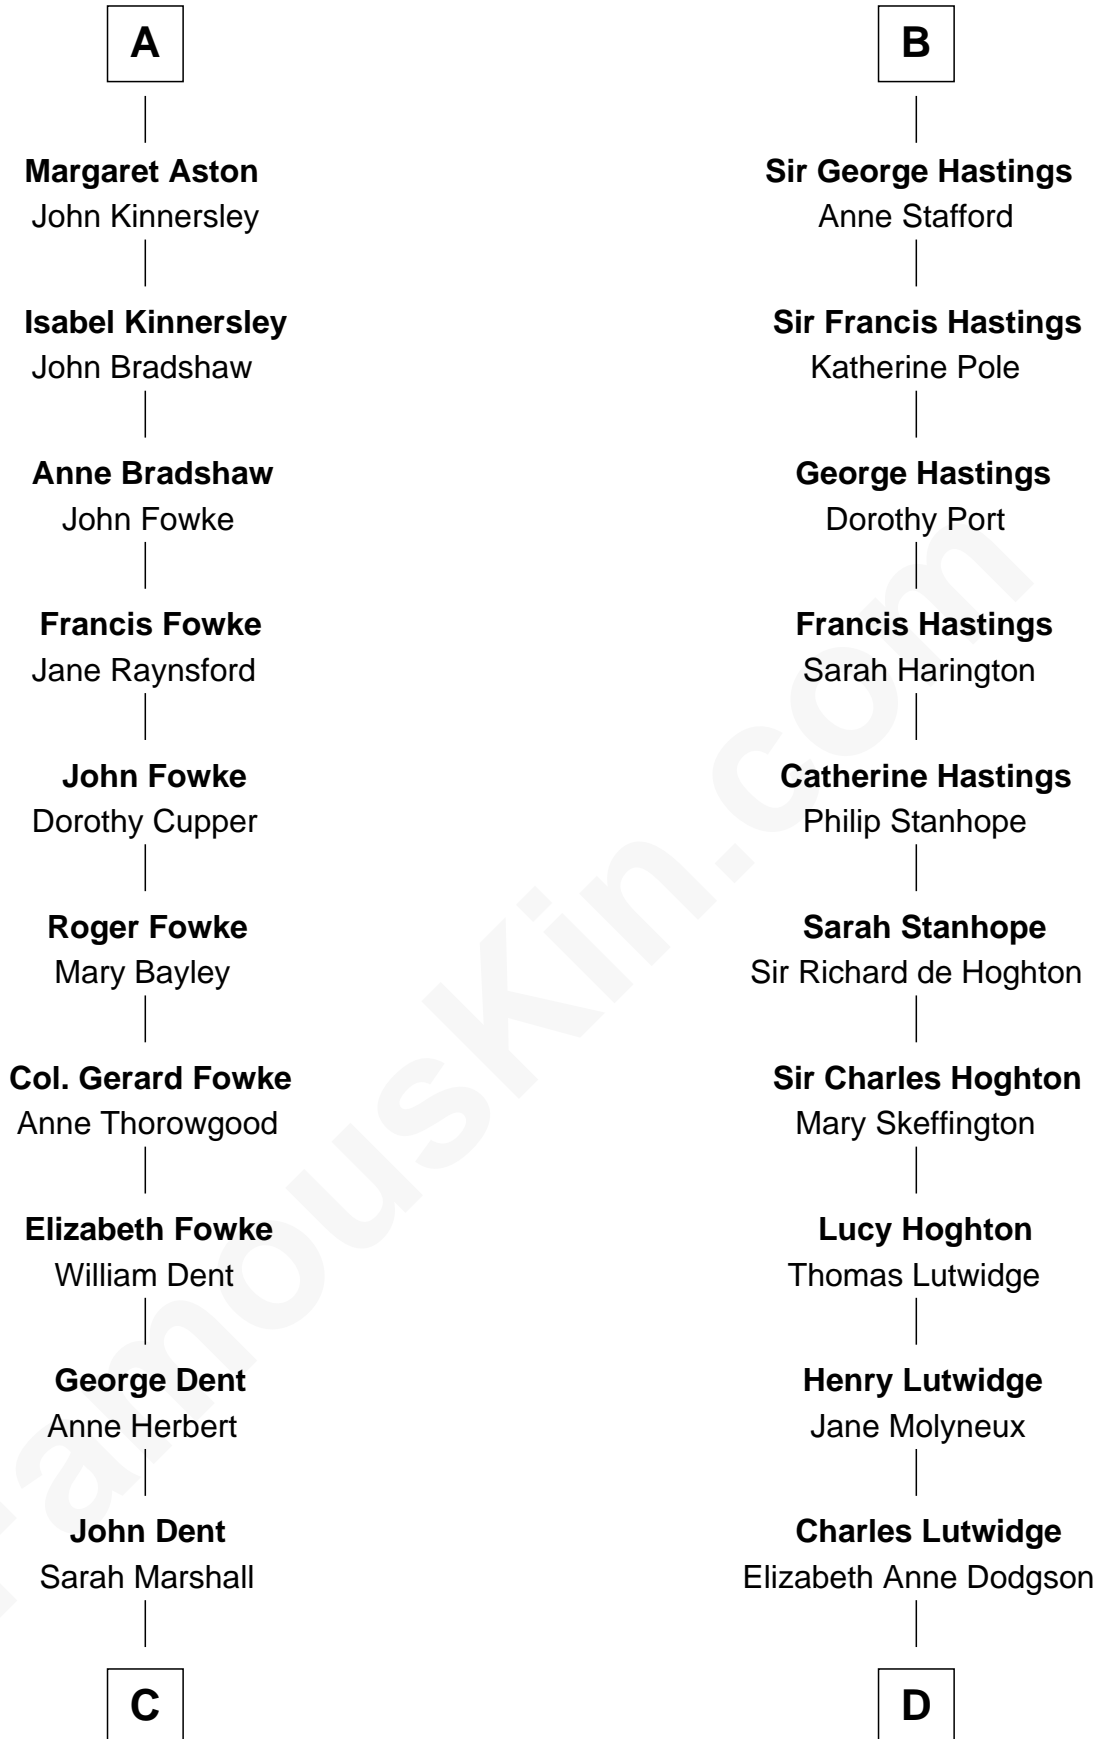 A
Margaret Aston
John Kinnersley
Isabel Kinnersley
John Bradshaw
Anne Bradshaw
John Fowke
Francis Fowke
Jane Raynsford
John Fowke
Dorothy Cupper
Roger Fowke
Mary Bayley
Col. Gerard Fowke
Anne Thorowgood
Elizabeth Fowke
William Dent
George Dent
Anne Herbert
John Dent
Sarah Marshall
C
B
Sir George Hastings
Anne Stafford
Sir Francis Hastings
Katherine Pole
George Hastings
Dorothy Port
Francis Hastings
Sarah Harington
Catherine Hastings
Philip Stanhope
Sarah Stanhope
Sir Richard de Hoghton
Sir Charles Hoghton
Mary Skeffington
Lucy Hoghton
Thomas Lutwidge
Henry Lutwidge
Jane Molyneux
Charles Lutwidge
Elizabeth Anne Dodgson
D
FamousKin.com